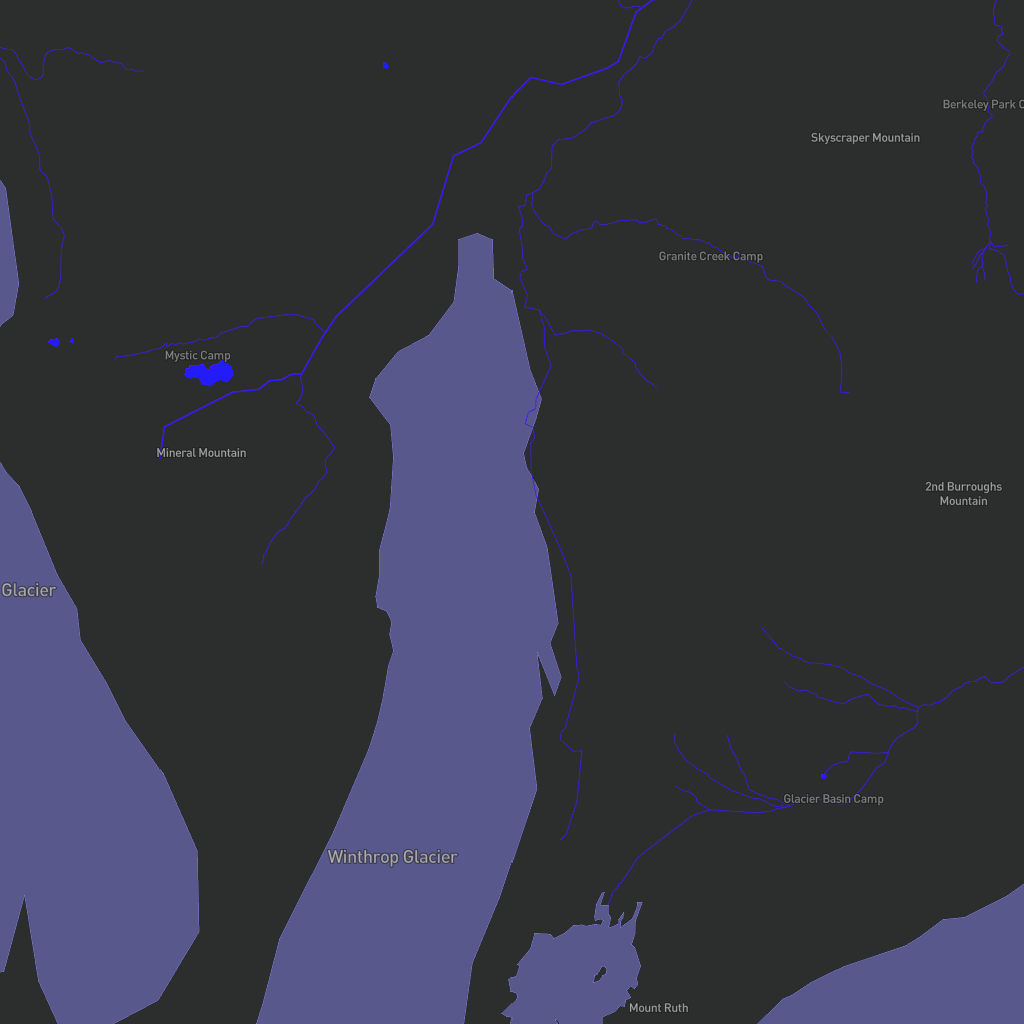 Berkeley Park C
Skyscraper Mountain
Granite Creek Camp
Mystic Camp
Mineral Mountain
2nd Burroughs
Mountain
Glacier
Glacier Basin Camp
Winthrop Glacier
Mount Ruth